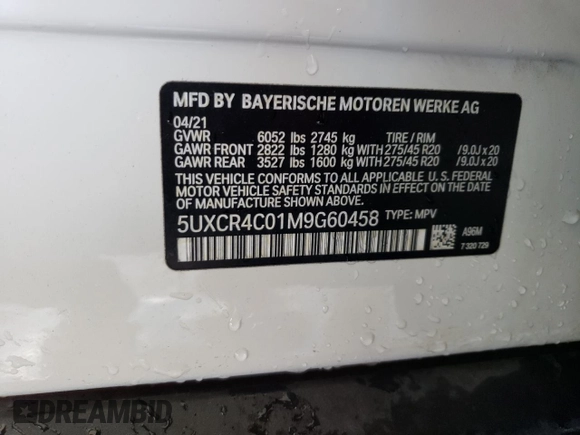 MFD BY BAYERISCHE MOTOREN WERKE AG
04/21
GVWR 6052 lbs 2745 kg TIRE / RIM
GAWR FRONT 2822 lbs 1280 kg WITH 275/45 R20 /9.0J x 20
GAWR REAR 3527 lbs 1600 kg WITH 275/45 R20 /9.0J x 20
THIS VEHICLE CONFORMS TO ALL APPLICABLE U. S. FEDERAL
MOTOR VEHICLE SAFETY STANDARDS IN EFFECT ON THE
DATE OF MANUFACTURE SHOWN ABOVE.
5UXCR4C01M9G60458 TYPE: MPV
A96M
7 320 729
DREAMBID